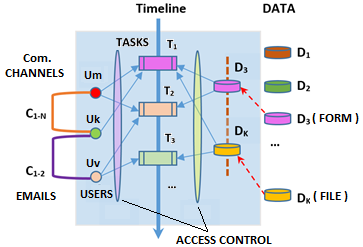 Timeline
DATA
TASKS
Com.
CHANNELS
T1
D1
Um
D3
T2
D2
C1-N
Uk
D3 ( FORM )
T3
DK
...
C1-2
Uv
EMAILS
USERS
...
DK ( FILE )
ACCESS CONTROL